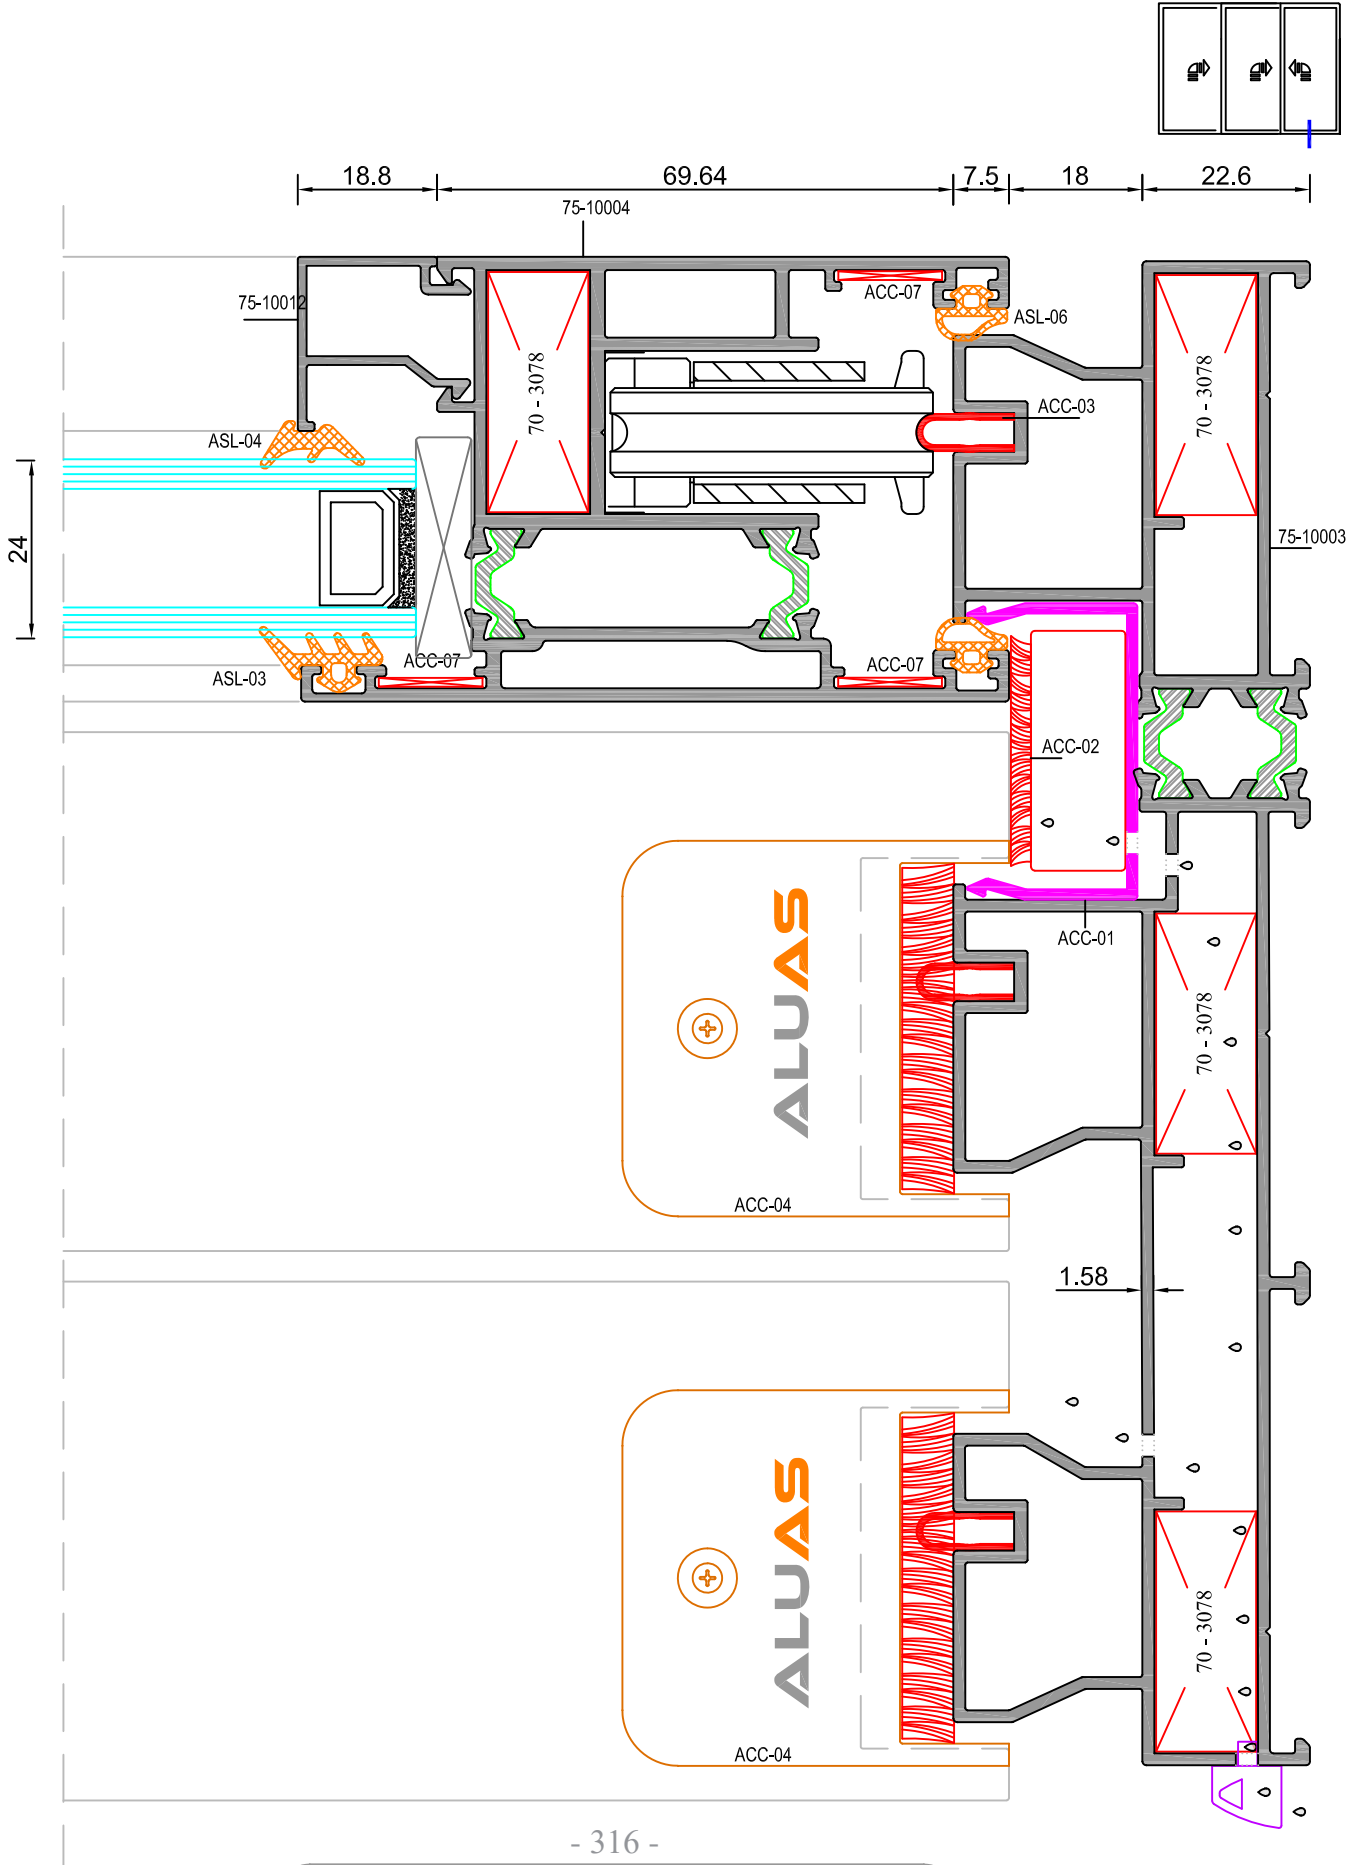 18.8
69.64
7.5
18
22.6
75-10004
75-10012
ACC-07
ASL-06
70 - 3078
70 - 3078
ACC-03
ASL-04
75-10003
24
ACC-07
ACC-07
ASL-03
ACC-02
ACC-01
ALUAS
70 - 3078
ACC-04
1.58
ALUAS
70 - 3078
ACC-04
- 316 -